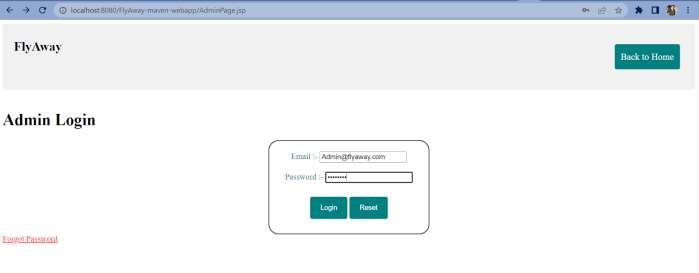 localhost:8080/FlyAway-maven-webapp/AdminPage.jsp
FlyAway
Back to Home
Admin Login
Email :- Admin@flyaway.com
Password :- ••••••••
Login Reset
Forgot Password